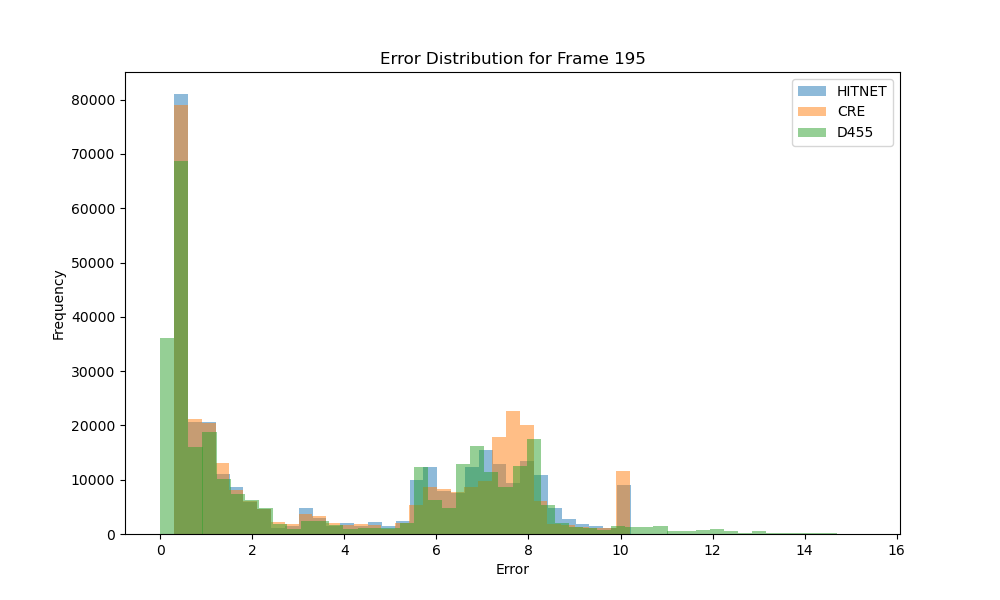 Error Distribution for Frame 195
HITNET
CRE
D455
80000
70000
60000
50000
40000
30000
20000
10000
0
Frequency
0 2 4 6 8 10 12 14 16
Error